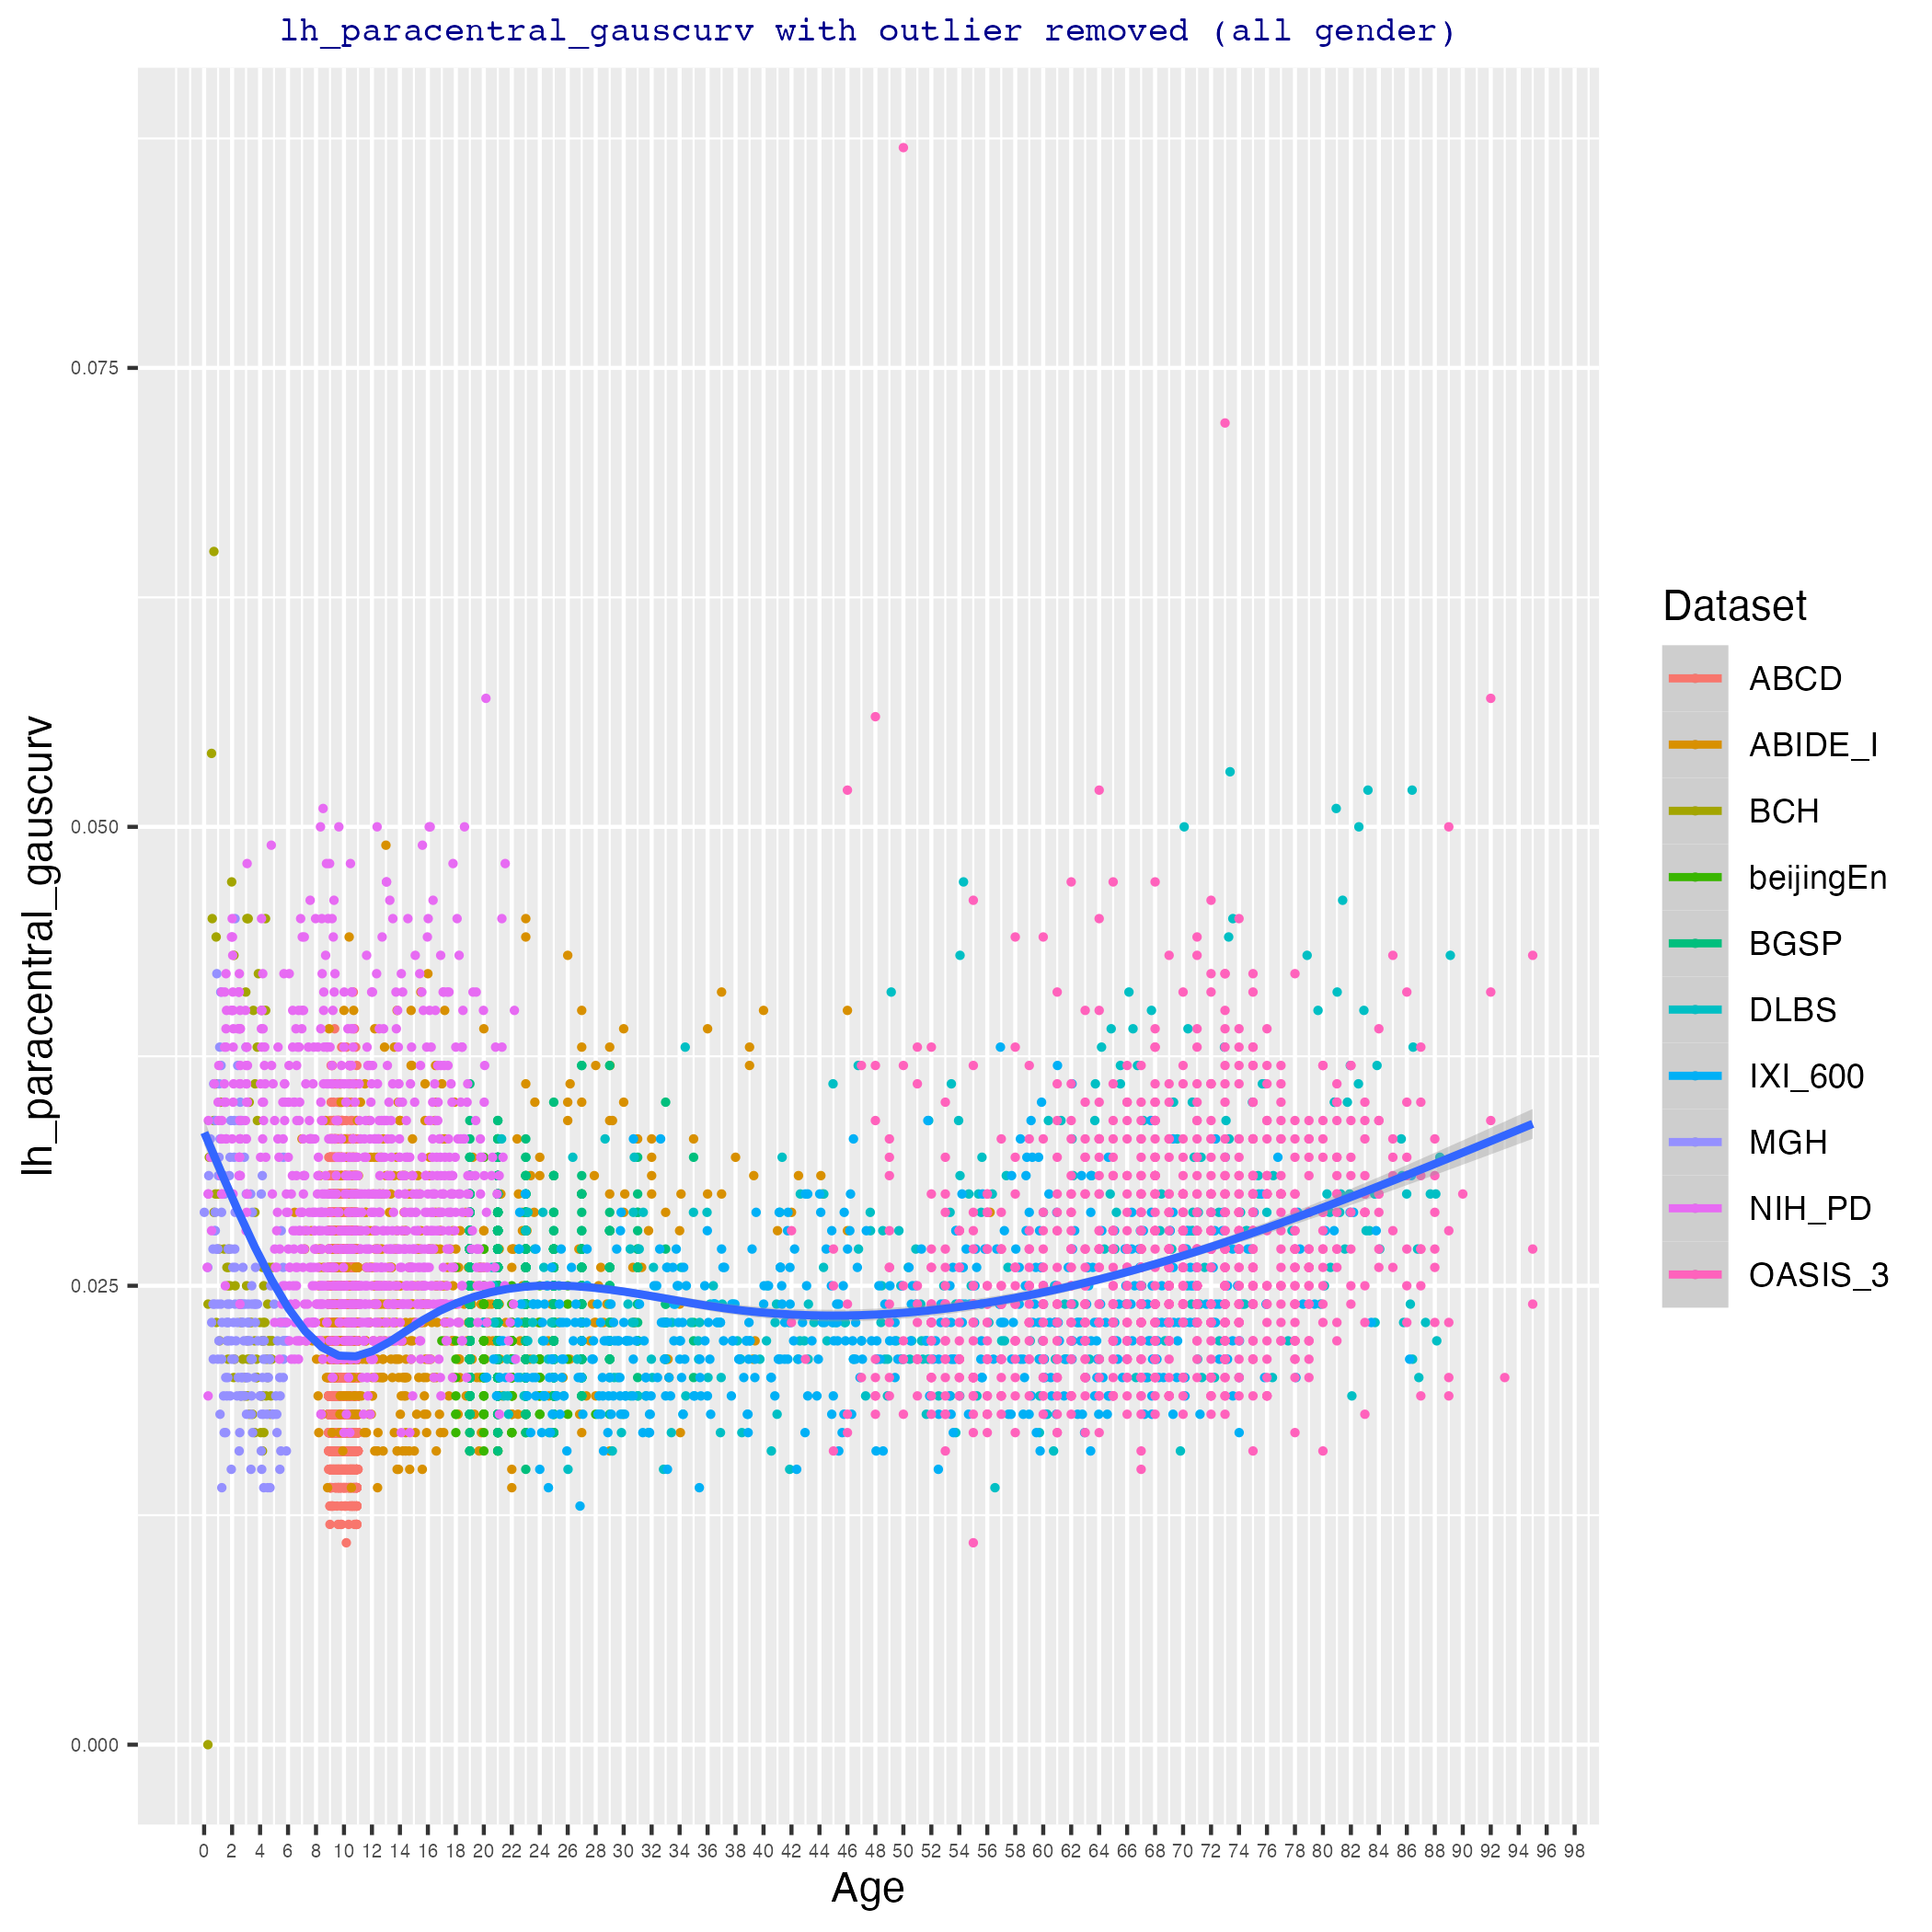 lh_paracentral_gauscurv with outlier removed (all gender)
lh_paracentral_gauscurv
0.075
0.050
0.025
0.000
0 2 4 6 8 10 12 14 16 18 20 22 24 26 28 30 32 34 36 38 40 42 44 46 48 50 52 54 56 58 60 62 64 66 68 70 72 74 76 78 80 82 84 86 88 90 92 94 96 98
Age
Dataset
ABCD
ABIDE_I
BCH
beijingEn
BGSP
DLBS
IXI_600
MGH
NIH_PD
OASIS_3